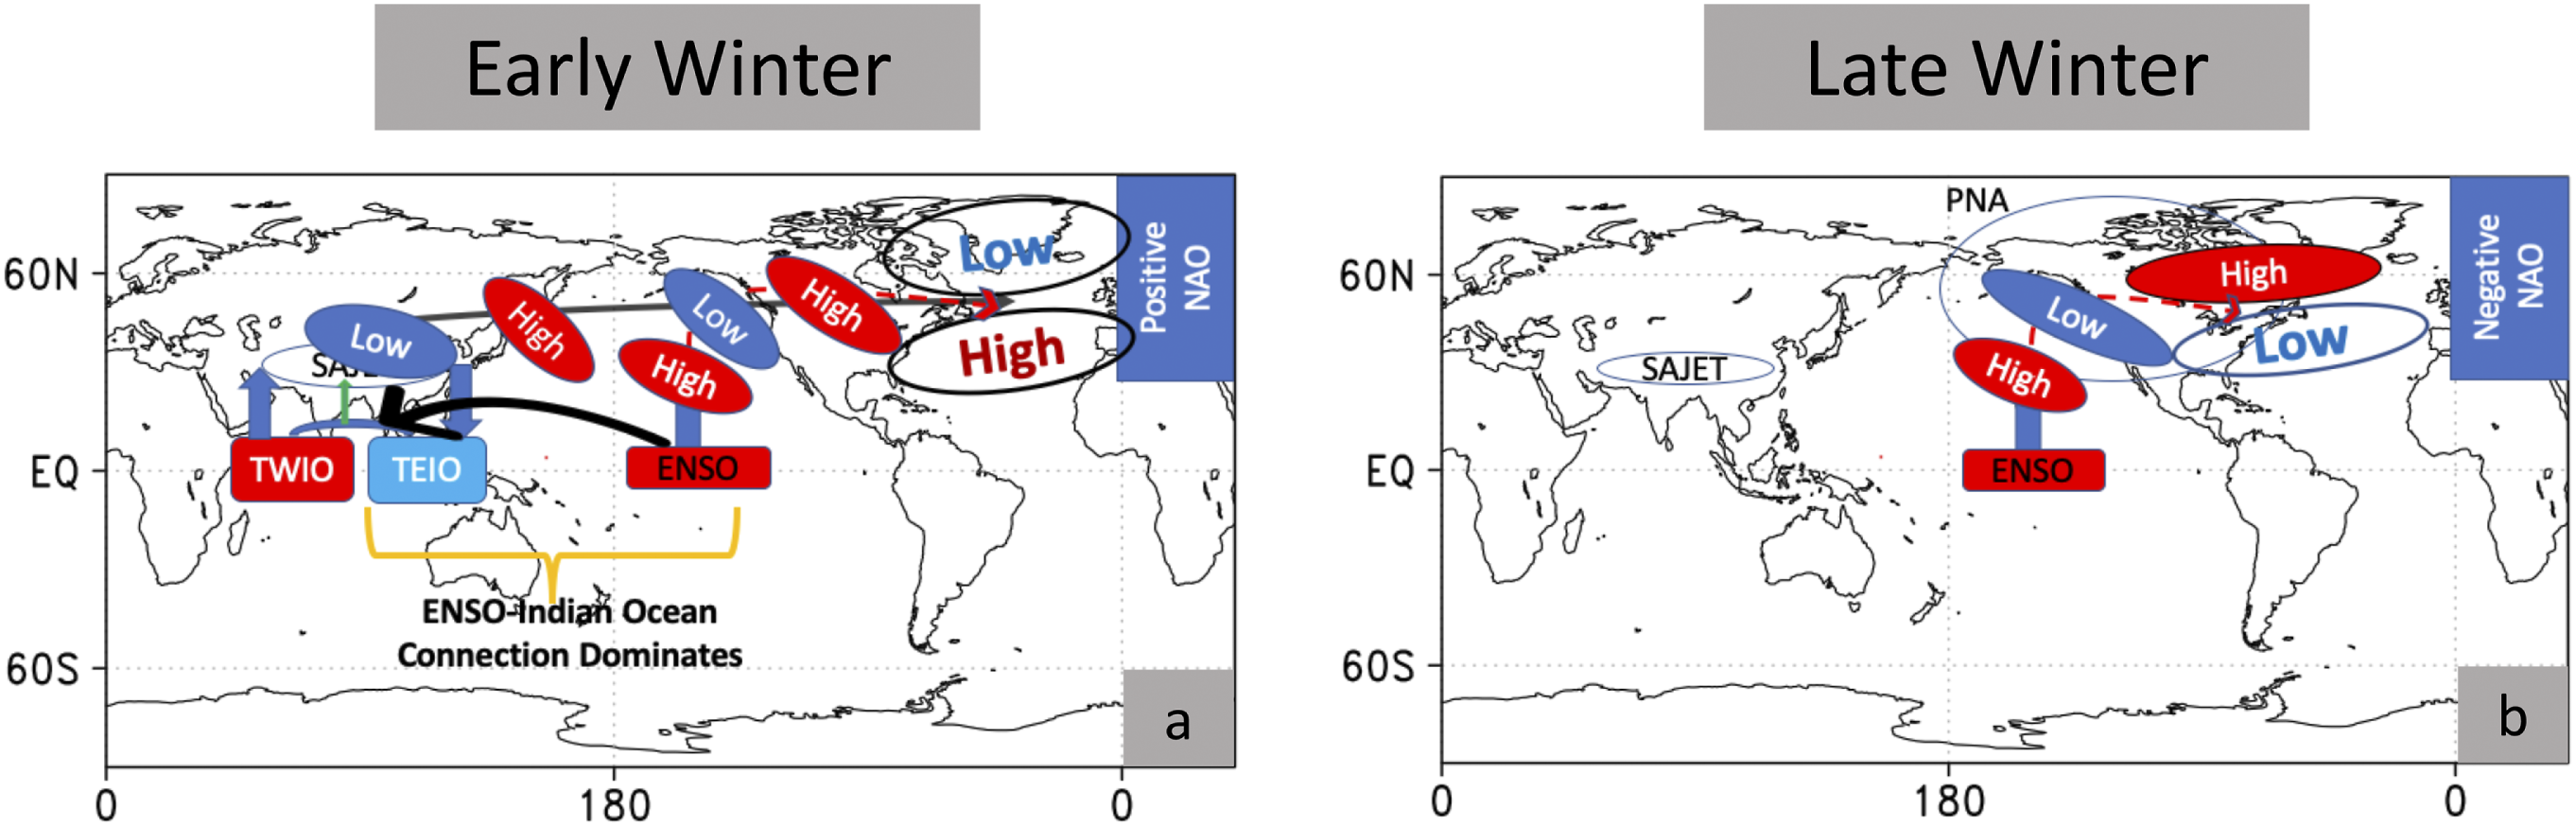 Early Winter
Late Winter
60N
EQ
60S
0
180
0
Low
High
Low
High
High
Low
High
TWIO
TEIO
ENSO
ENSO-Indian Ocean
Connection Dominates
Positive
NAO
a
60N
EQ
60S
0
180
0
PNA
SAJET
High
Low
High
Low
ENSO
Negative
NAO
b